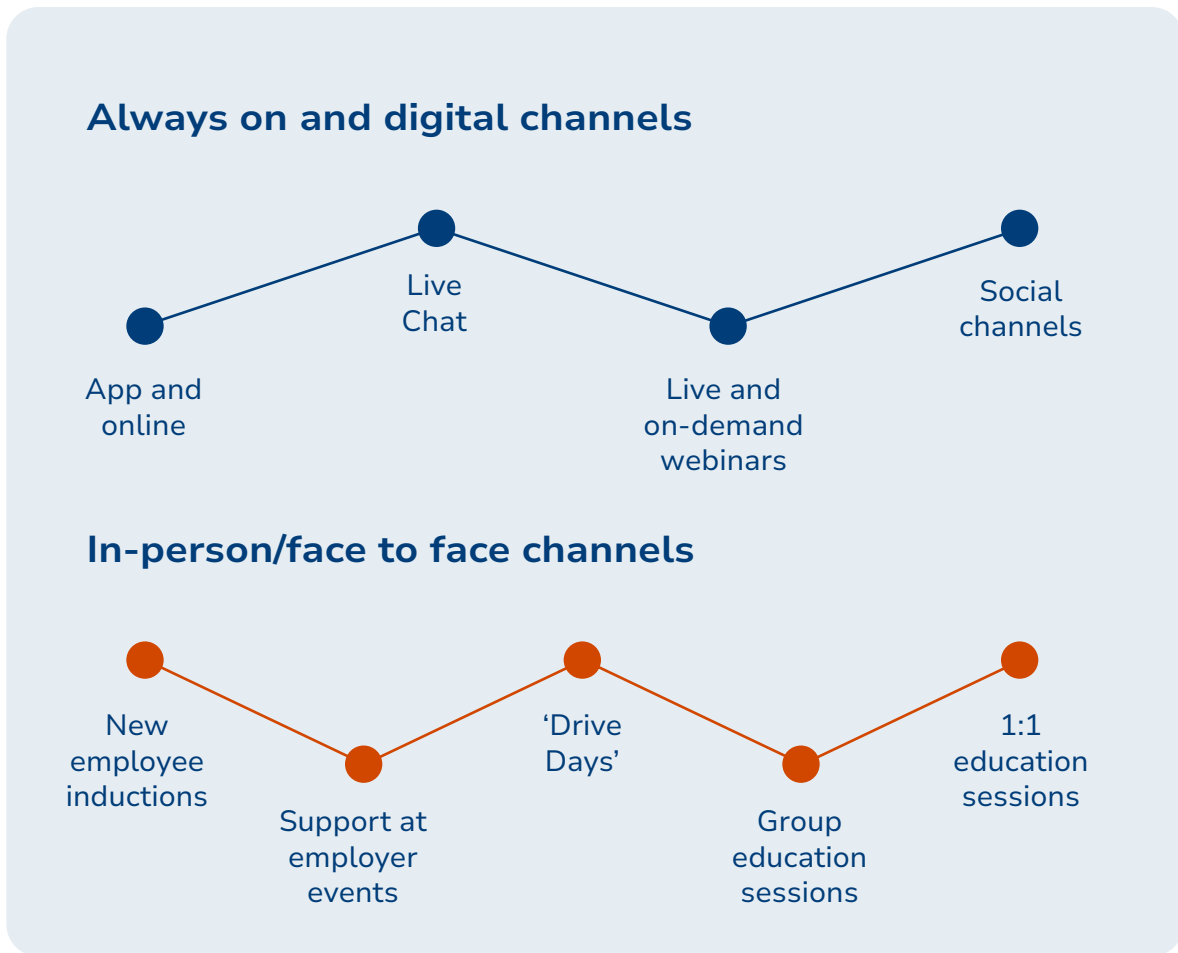 Always on and digital channels
App and
online
Live
Chat
Live and
on-demand
webinars
Social
channels
In-person/face to face channels
New
employee
inductions
Support at
employer
events
‘Drive
Days’
Group
education
sessions
1:1
education
sessions